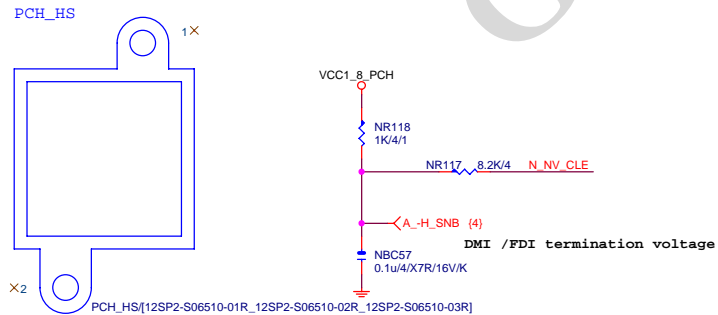 PCH_HS
1
VCC1_8_PCH
NR118
1K/4/1
NR117 8.2K/4 N_NV_CLE
A_-H_SNB {4}
DMI /FDI termination voltage
NBC57
0.1u/4/X7R/16V/K
2
PCH_HS/[12SP2-S06510-01R_12SP2-S06510-02R_12SP2-S06510-03R]